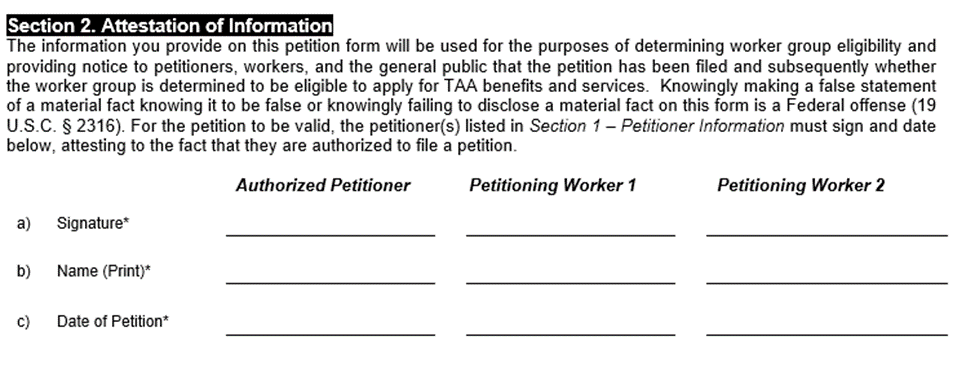 Section 2. Attestation of Information
The information you provide on this petition form will be used for the purposes of determining worker group eligibility and
providing notice to petitioners, workers, and the general public that the petition has been filed and subsequently whether
the worker group is determined to be eligible to apply for TAA benefits and services. Knowingly making a false statement
of a material fact knowing it to be false or knowingly failing to disclose a material fact on this form is a Federal offense (19
U.S.C. § 2316). For the petition to be valid, the petitioner(s) listed in Section 1 – Petitioner Information must sign and date
below, attesting to the fact that they are authorized to file a petition.
Authorized Petitioner Petitioning Worker 1 Petitioning Worker 2
a) Signature*
b) Name (Print)*
c) Date of Petition*